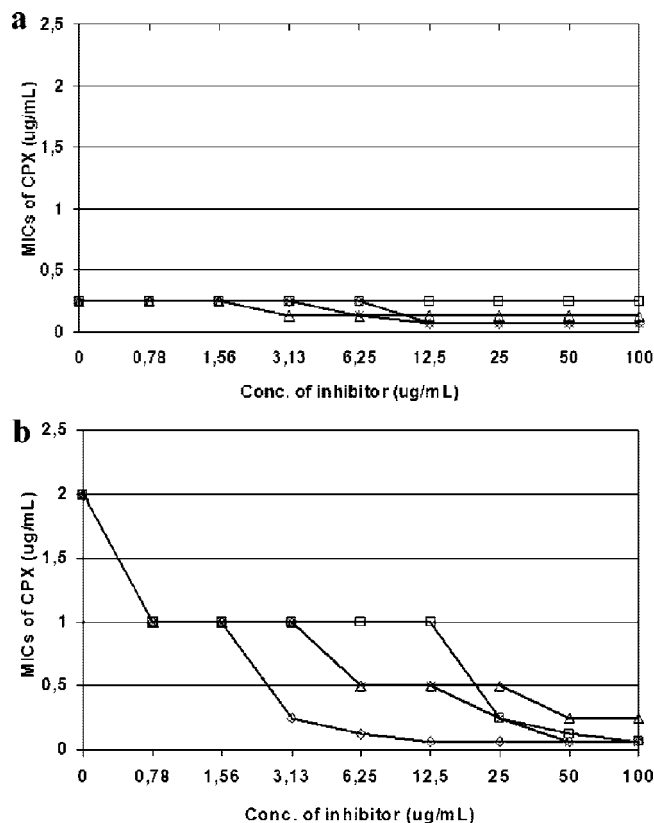 a
MICs of CPX (ug/mL)
2,5
2
1,5
1
0,5
0
0 0,78 1,56 3,13 6,25 12,5 25 50 100
Conc. of inhibitor (ug/mL)
b
MICs of CPX (ug/mL)
2,5
2
1,5
1
0,5
0
0 0,78 1,56 3,13 6,25 12,5 25 50 100
Conc. of inhibitor (ug/mL)